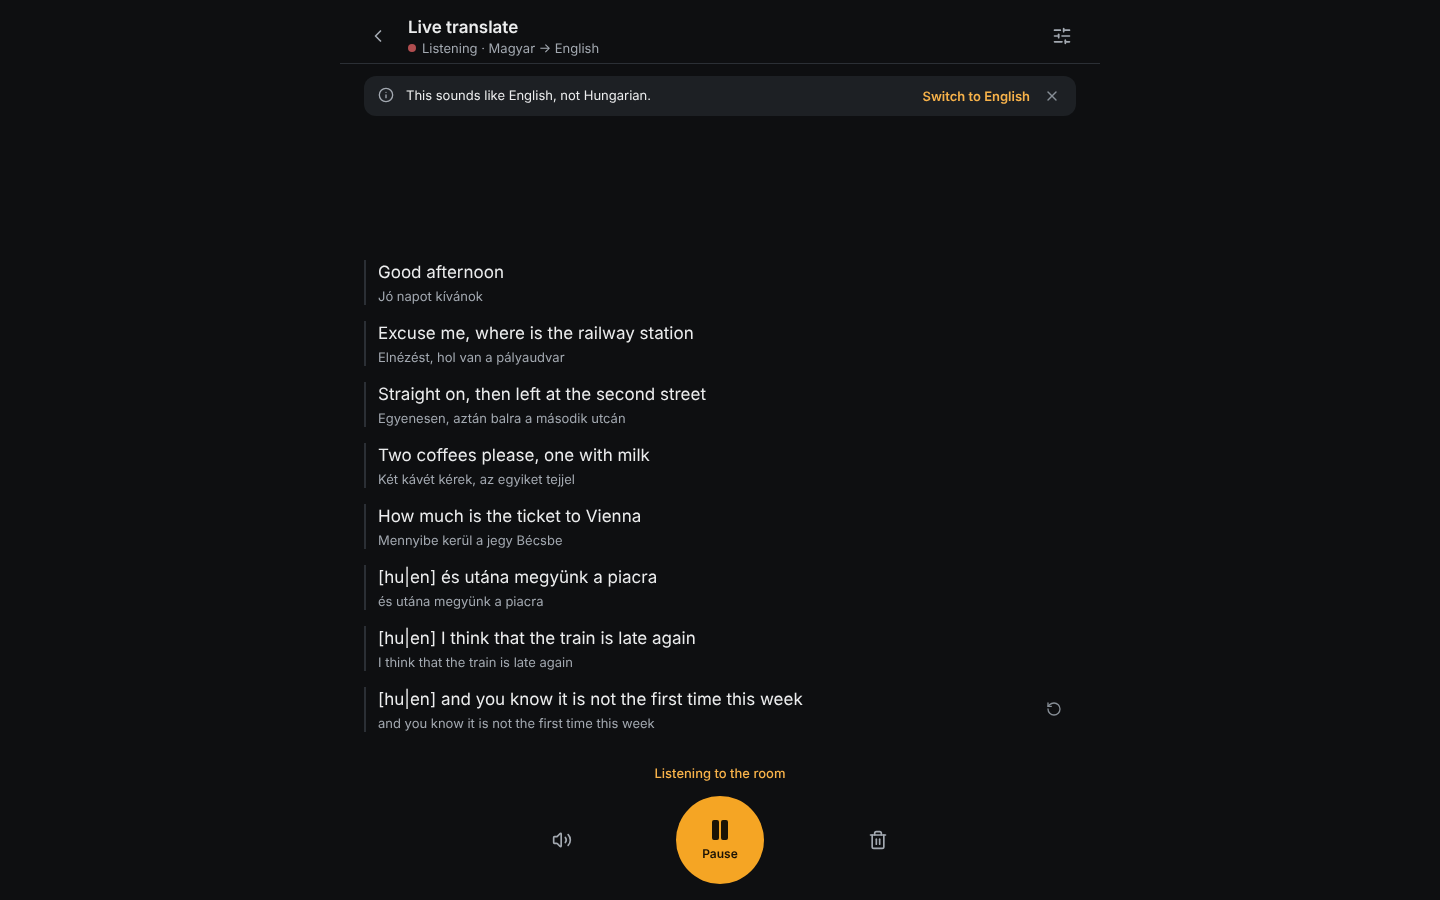 Live translate
Listening · Magyar → English
This sounds like English, not Hungarian.
Switch to English
Good afternoon
Jó napot kívánok
Excuse me, where is the railway station
Elnézést, hol van a pályaudvar
Straight on, then left at the second street
Egyenesen, aztán balra a második utcán
Two coffees please, one with milk
Két kávét kérek, az egyiket tejjel
How much is the ticket to Vienna
Mennyibe kerül a jegy Bécsbe
[hu|en] és utána megyünk a piacra
és utána megyünk a piacra
[hu|en] I think that the train is late again
I think that the train is late again
[hu|en] and you know it is not the first time this week
and you know it is not the first time this week
Listening to the room
Pause